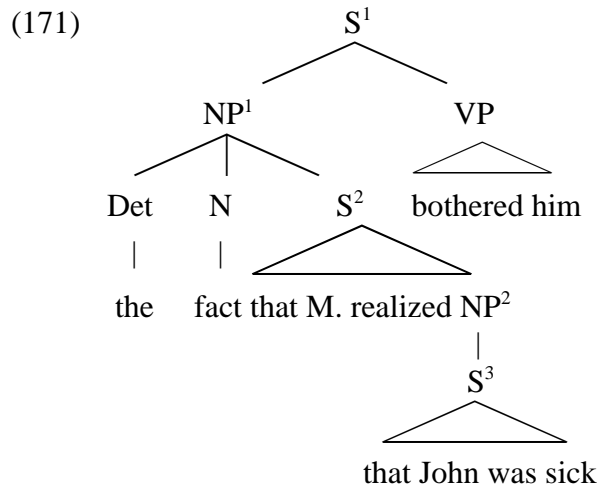 (171) S¹
NP¹ VP
Det N S² bothered him
the fact that M. realized NP²
S³
that John was sick